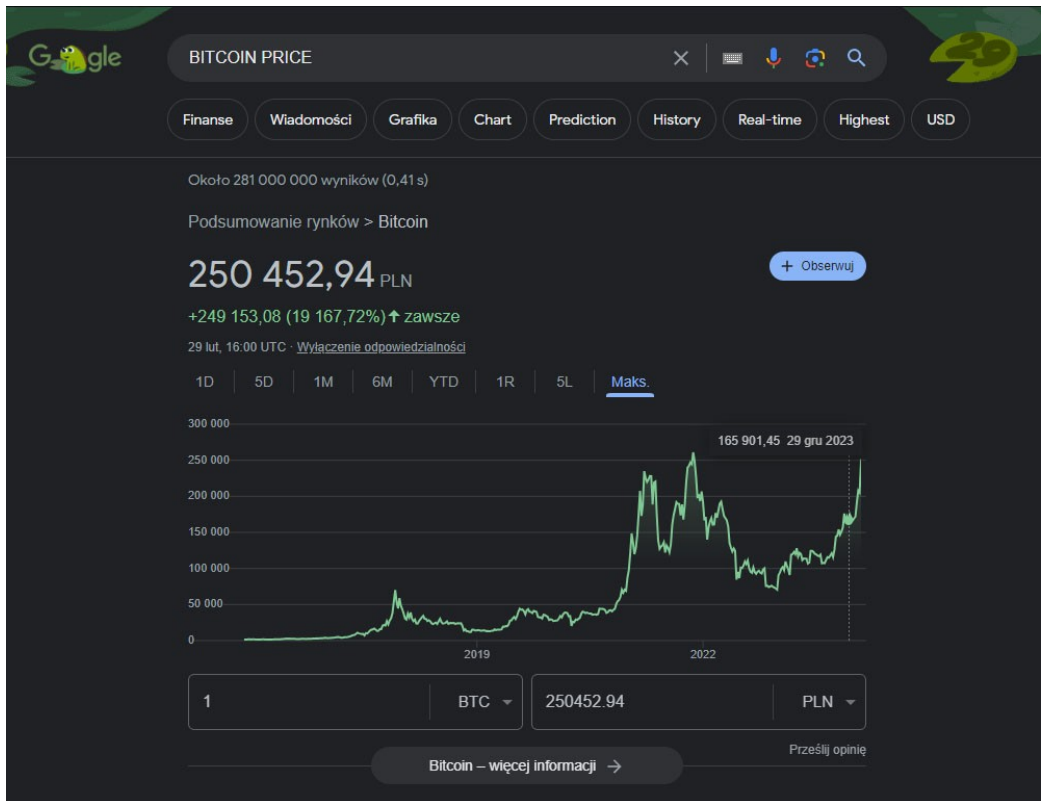 Google
BITCOIN PRICE
29
Finanse Wiadomości Grafika Chart Prediction History Real-time Highest USD
Około 281 000 000 wyników (0,41 s)
Podsumowanie rynków > Bitcoin
250 452,94 PLN
+ Obserwuj
+249 153,08 (19 167,72%) ↑ zawsze
29 lut, 16:00 UTC · Wyłączenie odpowiedzialności
1D 5D 1M 6M YTD 1R 5L Maks.
300 000
165 901,45 29 gru 2023
250 000
200 000
150 000
100 000
50 000
0
2019 2022
1 BTC 250452.94 PLN
Prześlij opinię
Bitcoin – więcej informacji →